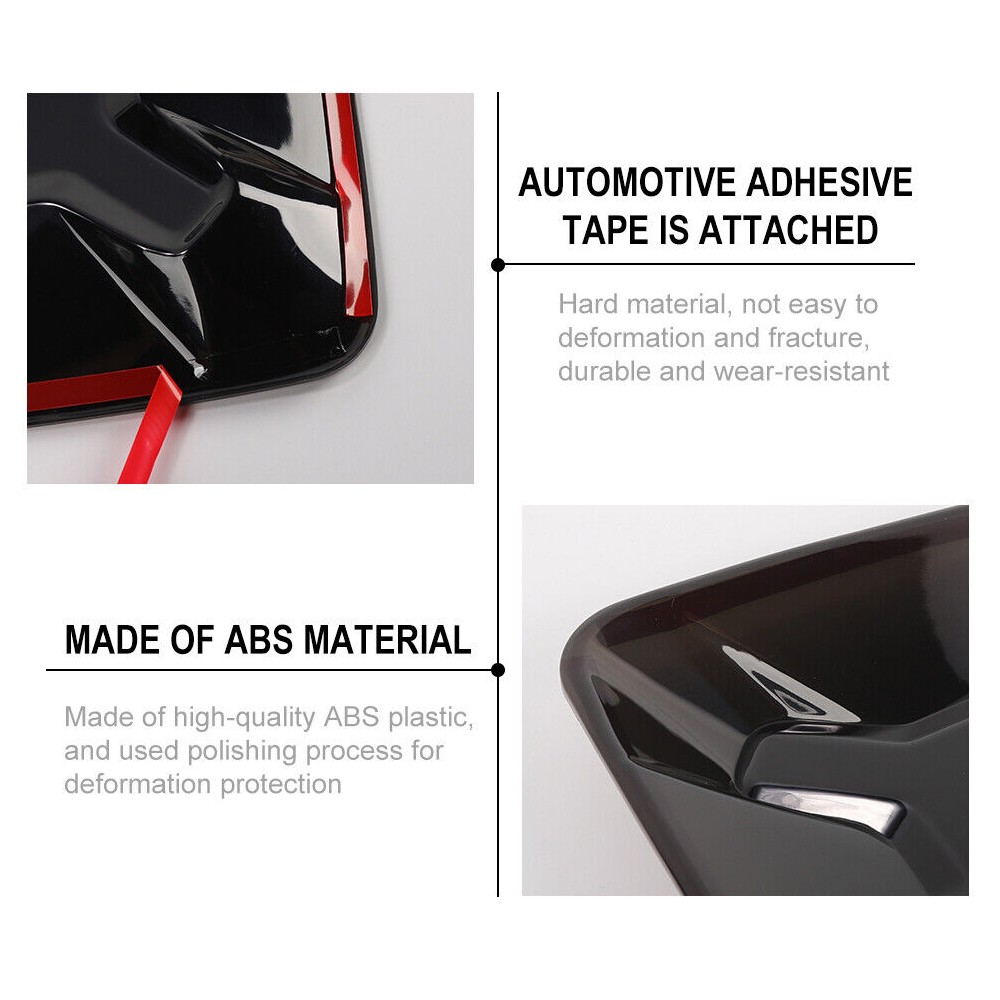 AUTOMOTIVE ADHESIVE
TAPE IS ATTACHED
Hard material, not easy to
deformation and fracture,
durable and wear-resistant
MADE OF ABS MATERIAL
Made of high-quality ABS plastic,
and used polishing process for
deformation protection